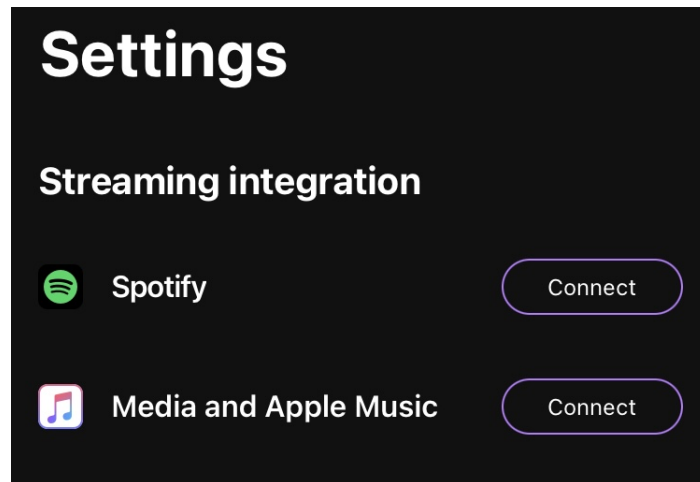 Settings
Streaming integration
Spotify Connect
Media and Apple Music Connect